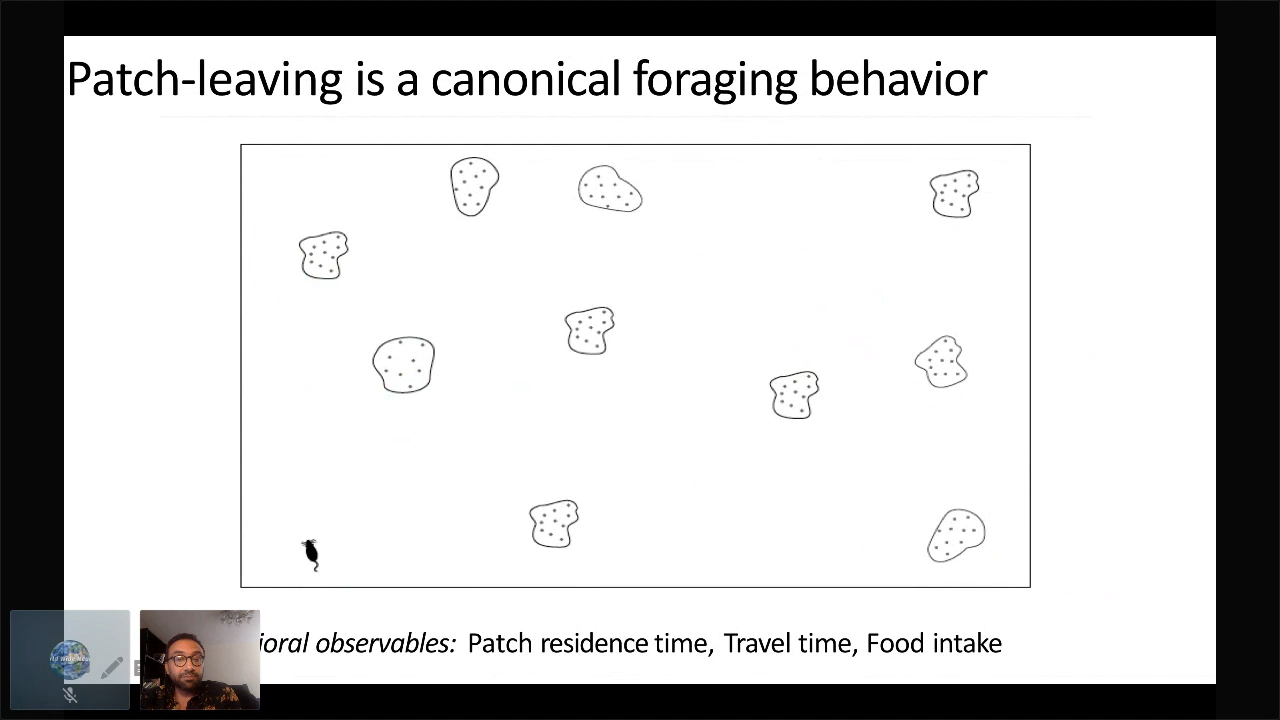 Patch-leaving is a canonical foraging behavior
ioral observables: Patch residence time, Travel time, Food intake